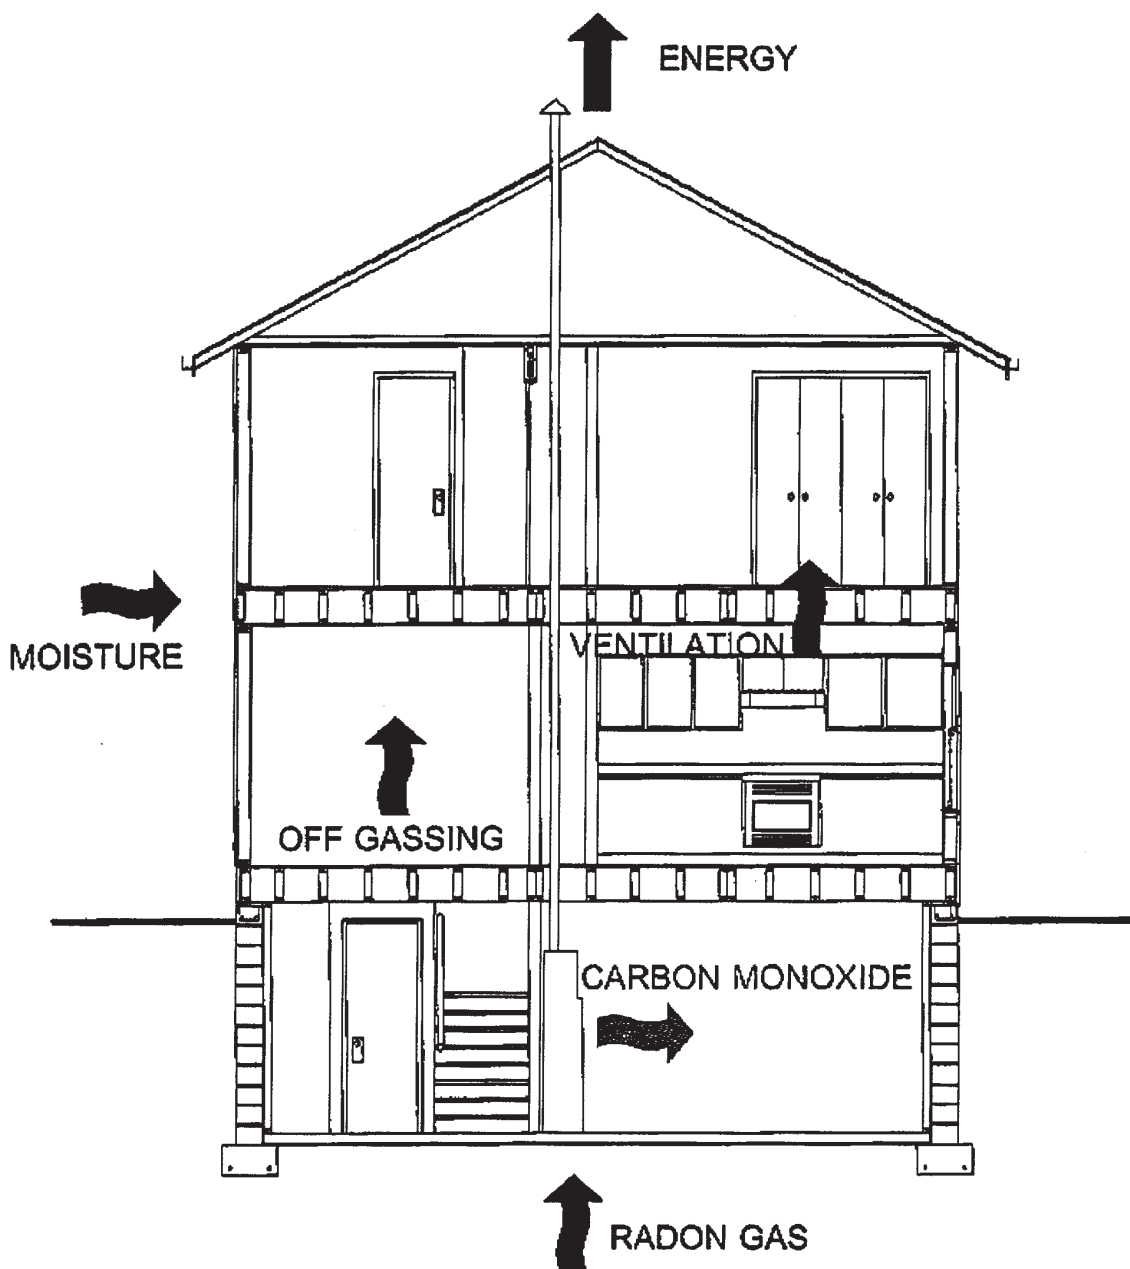 ENERGY
MOISTURE
VENTILATION
OFF GASSING
CARBON MONOXIDE
RADON GAS